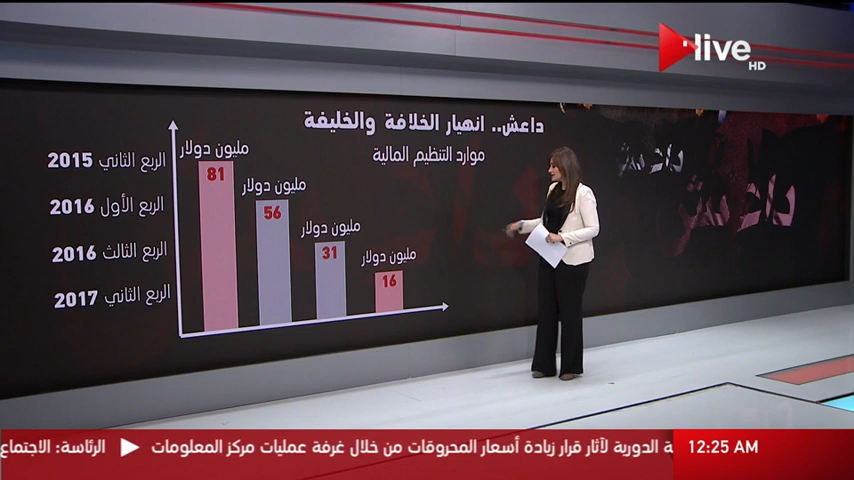 live
HD
داعش.. انهيار الخلافة والخليفة
موارد التنظيم المالية
مليون دولار
81
مليون دولار
56
مليون دولار
31
مليون دولار
16
الربع الثاني 2015
الربع الأول 2016
الربع الثالث 2016
الربع الثاني 2017
داعش
داعش
ة الدورية لآثار قرار زيادة أسعار المحروقات من خلال غرفة عمليات مركز المعلومات
الرئاسة: الاجتماع
12:25 AM